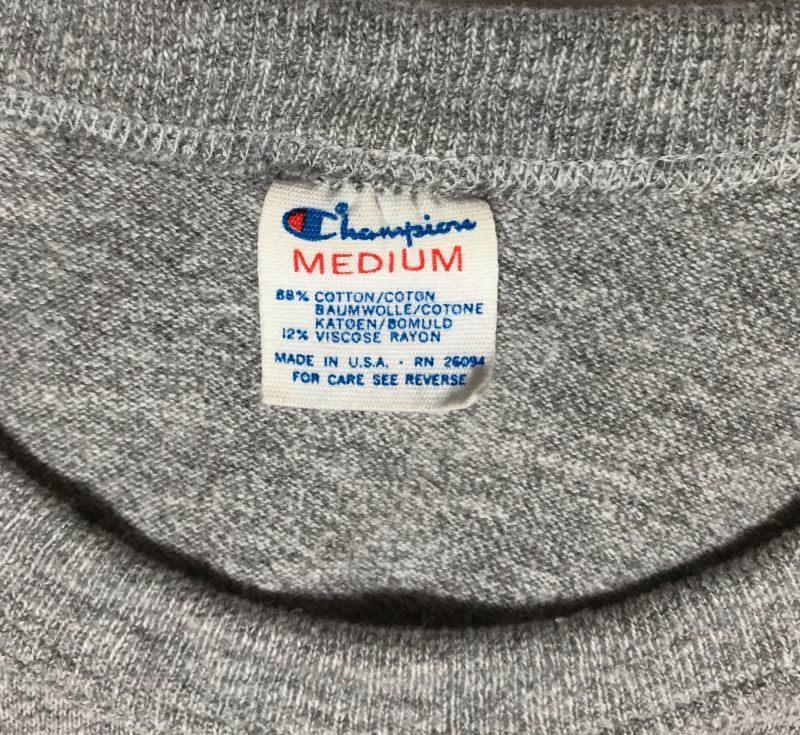 Champion
MEDIUM
88% COTTON/COTON
BAUMWOLLE/COTONE
KATOEN/BOMULD
12% VISCOSE RAYON
MADE IN U.S.A. · RN 26094
FOR CARE SEE REVERSE